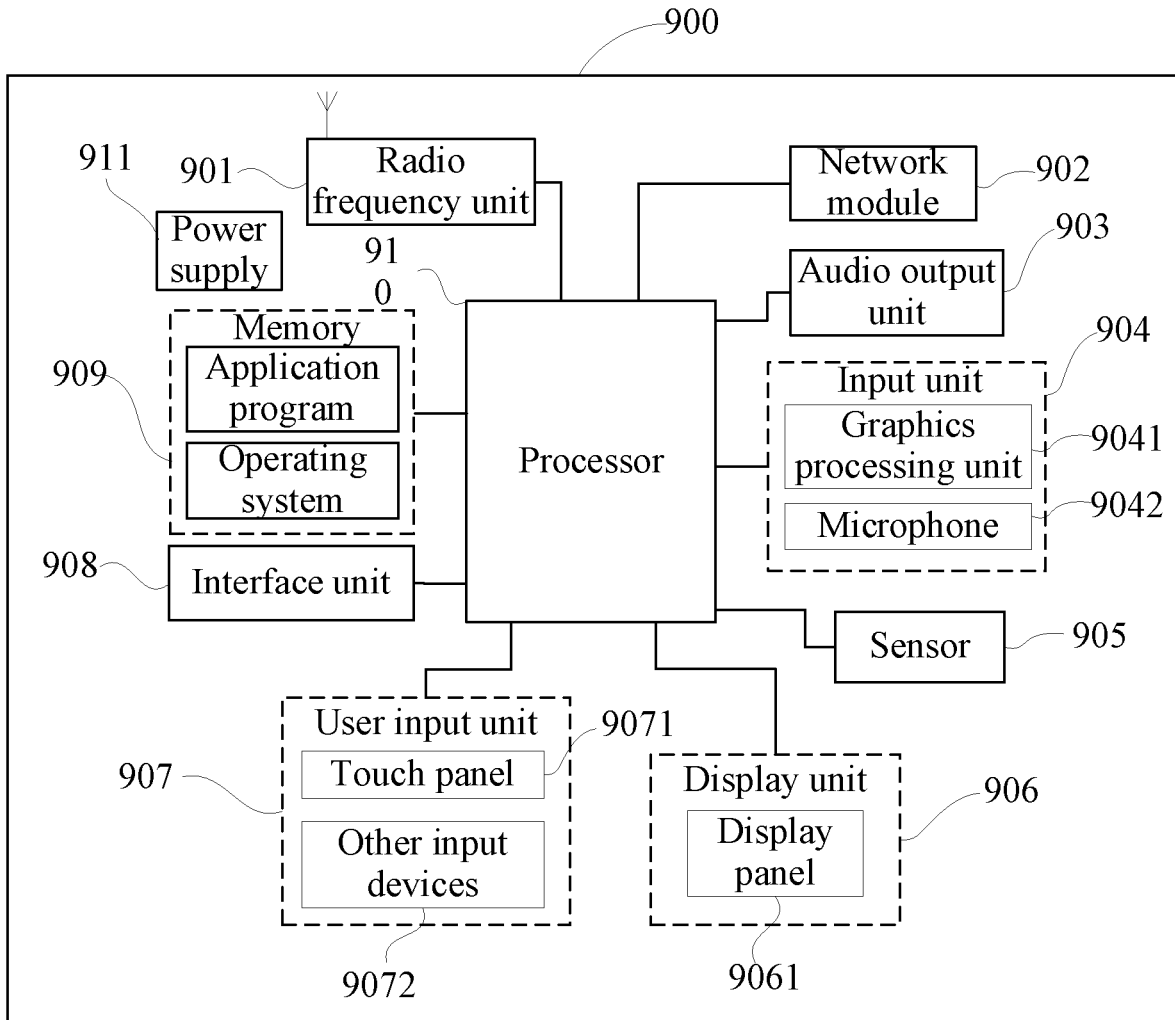 900
911
901
Radio
frequency unit
Network
module
902
Power
supply
91
0
903
Audio output
unit
Memory
Application
program
Operating
system
909
Processor
904
Input unit
Graphics
processing unit
9041
Microphone
9042
908
Interface unit
Sensor
905
User input unit
9071
Touch panel
907
Other input
devices
9072
Display unit
906
Display
panel
9061